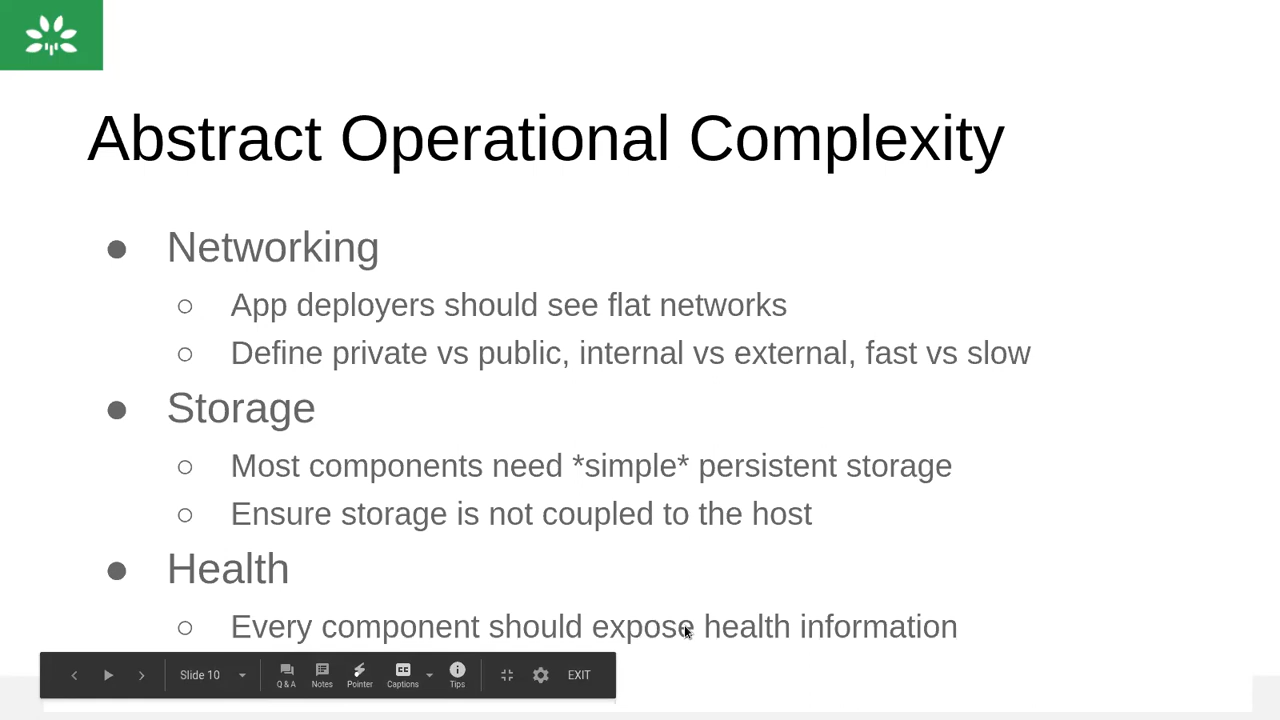 Abstract Operational Complexity
● Networking
○ App deployers should see flat networks
○ Define private vs public, internal vs external, fast vs slow
● Storage
○ Most components need *simple* persistent storage
○ Ensure storage is not coupled to the host
● Health
○ Every component should expose health information
Slide 10 Q & A Notes Pointer CC Captions Tips EXIT